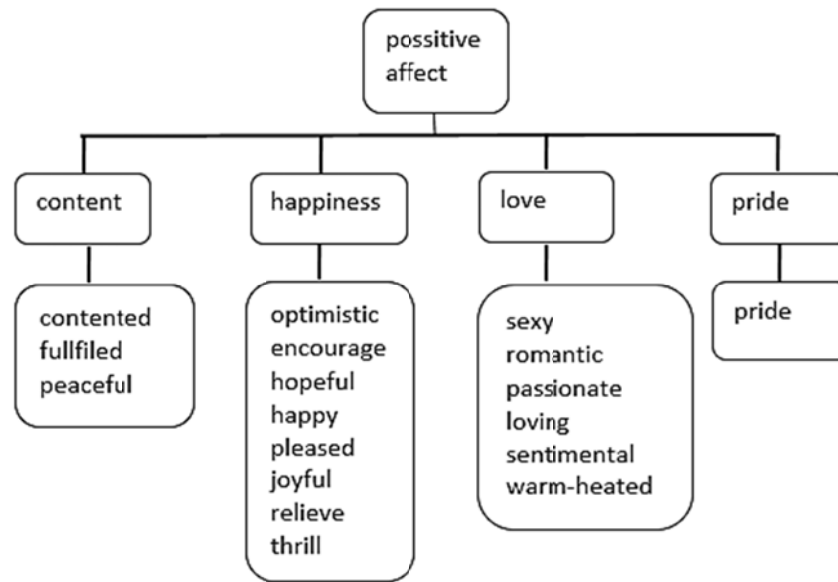 possitive
affect
content
happiness
love
pride
contented
fullfiled
peaceful
optimistic
encourage
hopeful
happy
pleased
joyful
relieve
thrill
sexy
romantic
passionate
loving
sentimental
warm-heated
pride